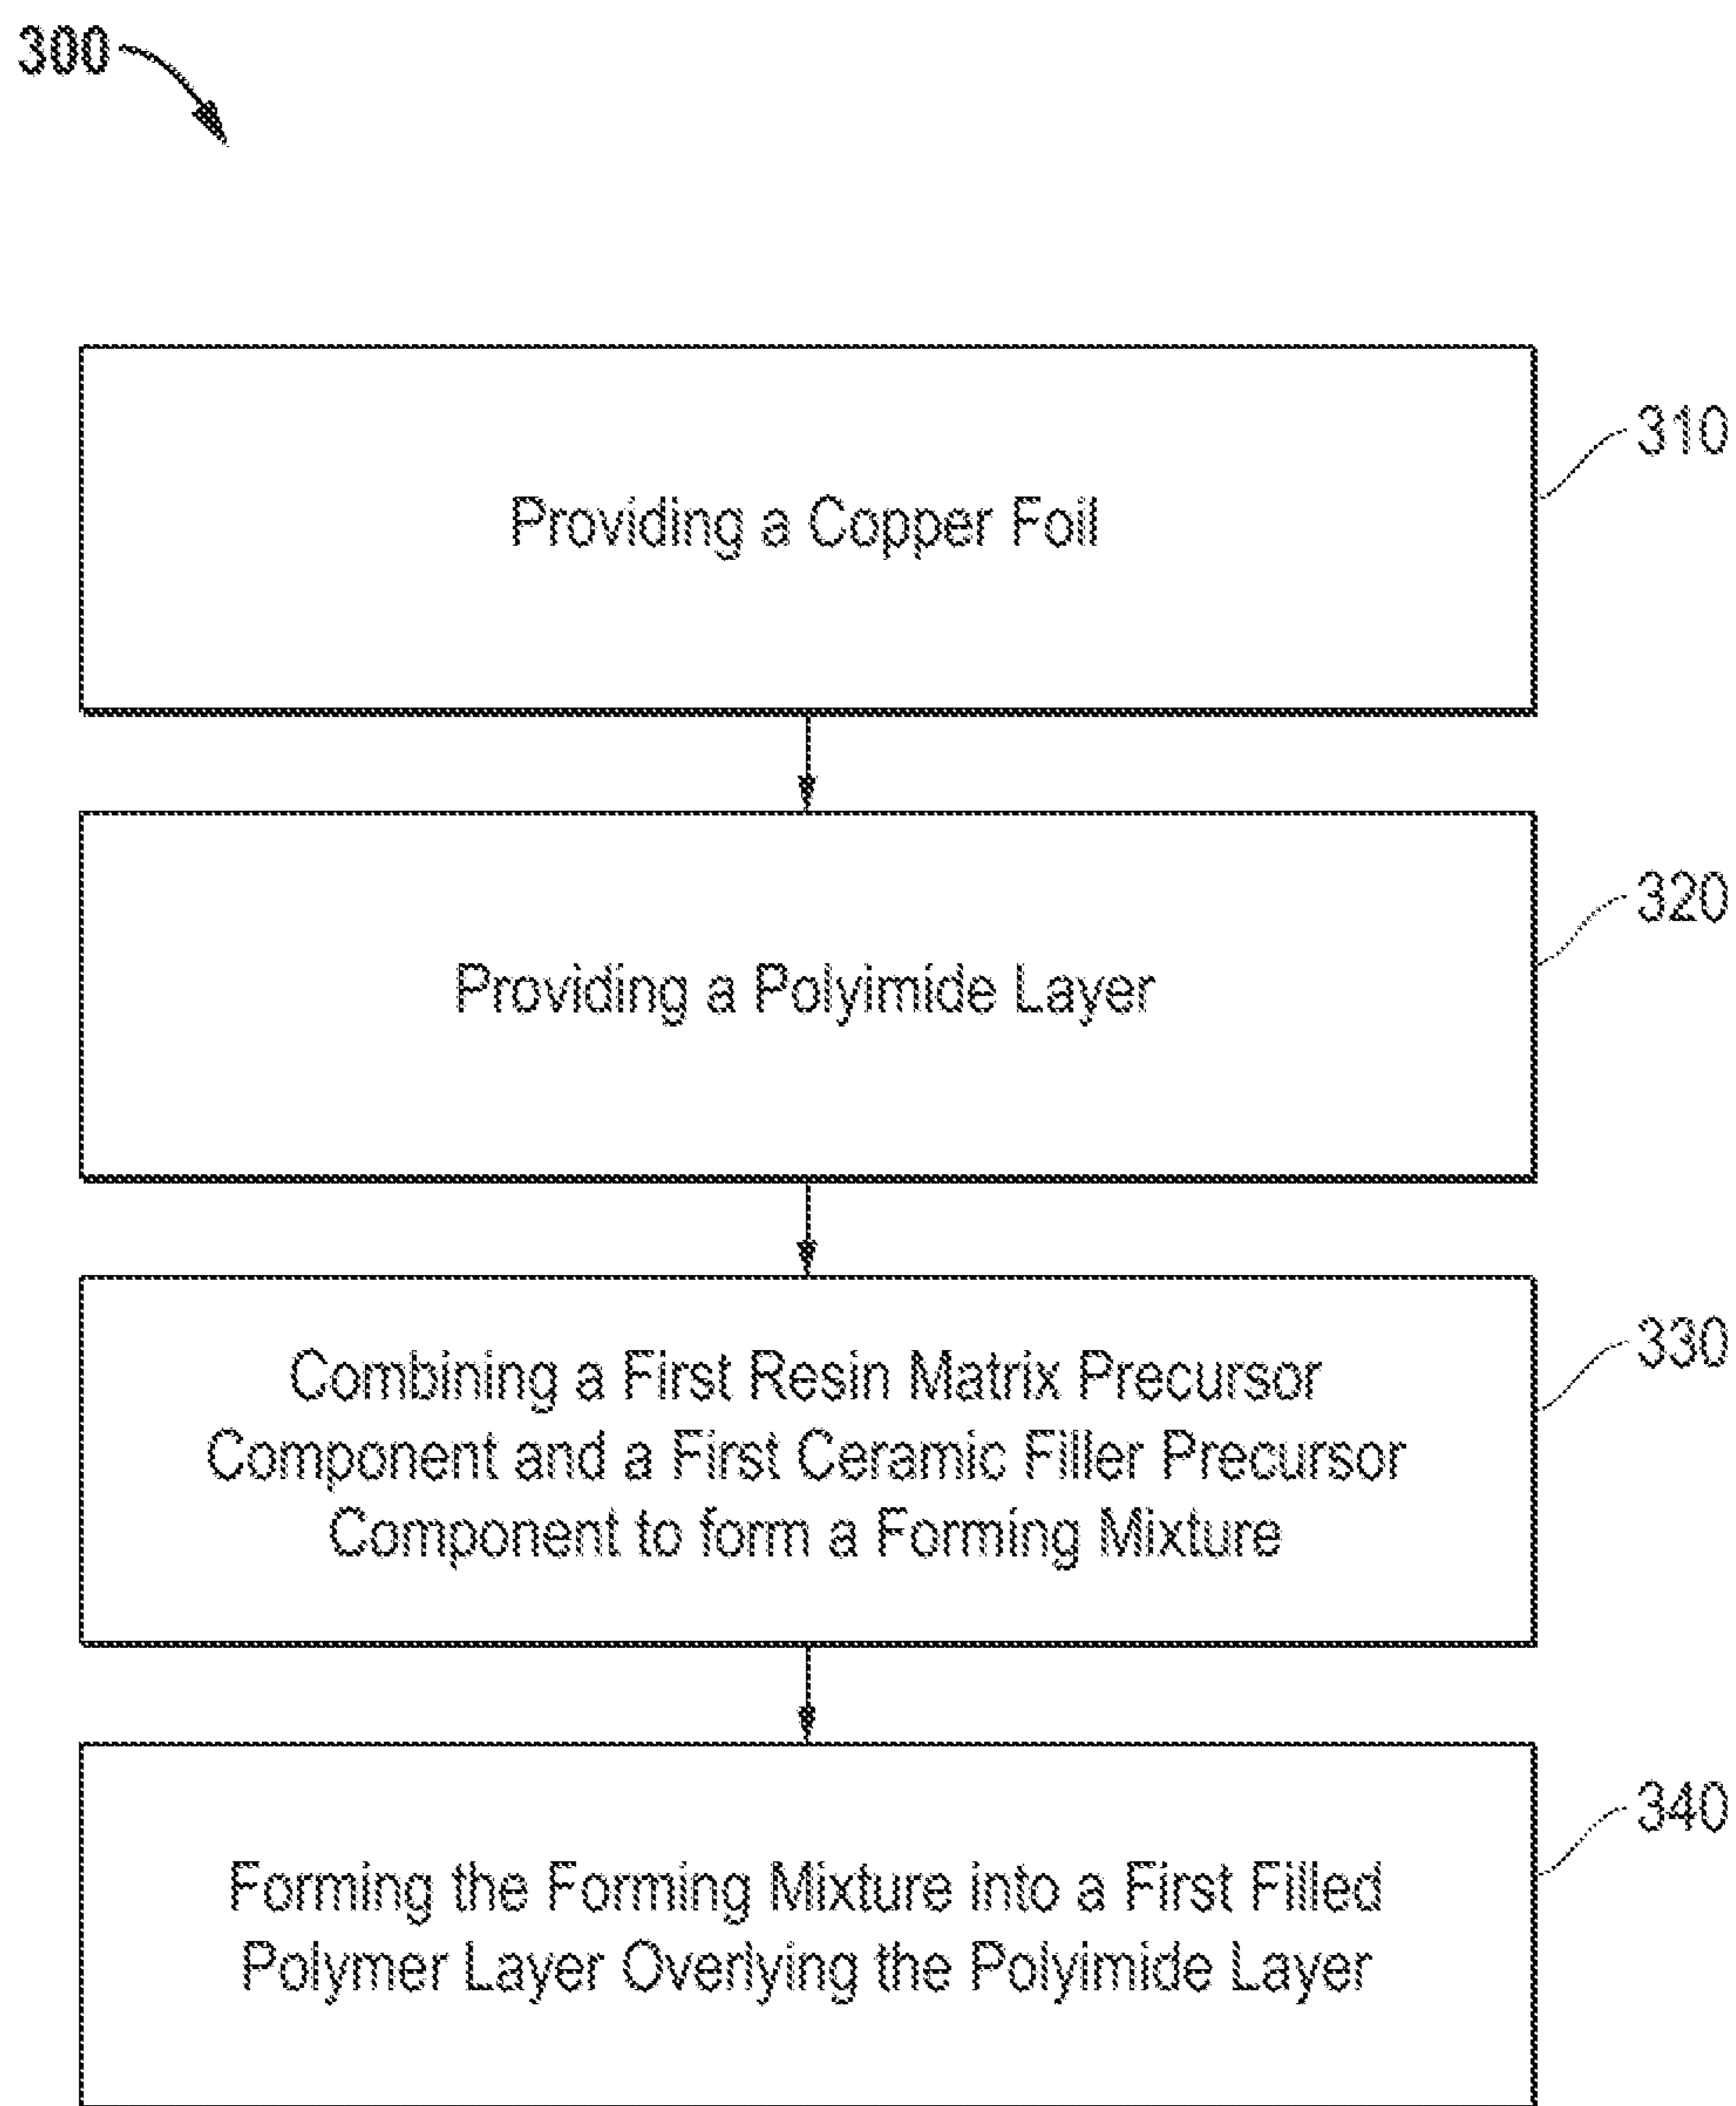 300
Providing a Copper Foil
310
Providing a Polyimide Layer
320
Combining a First Resin Matrix Precursor
Component and a First Ceramic Filler Precursor
Component to form a Forming Mixture
330
Forming the Forming Mixture into a First Filled
Polymer Layer Overlying the Polyimide Layer
340